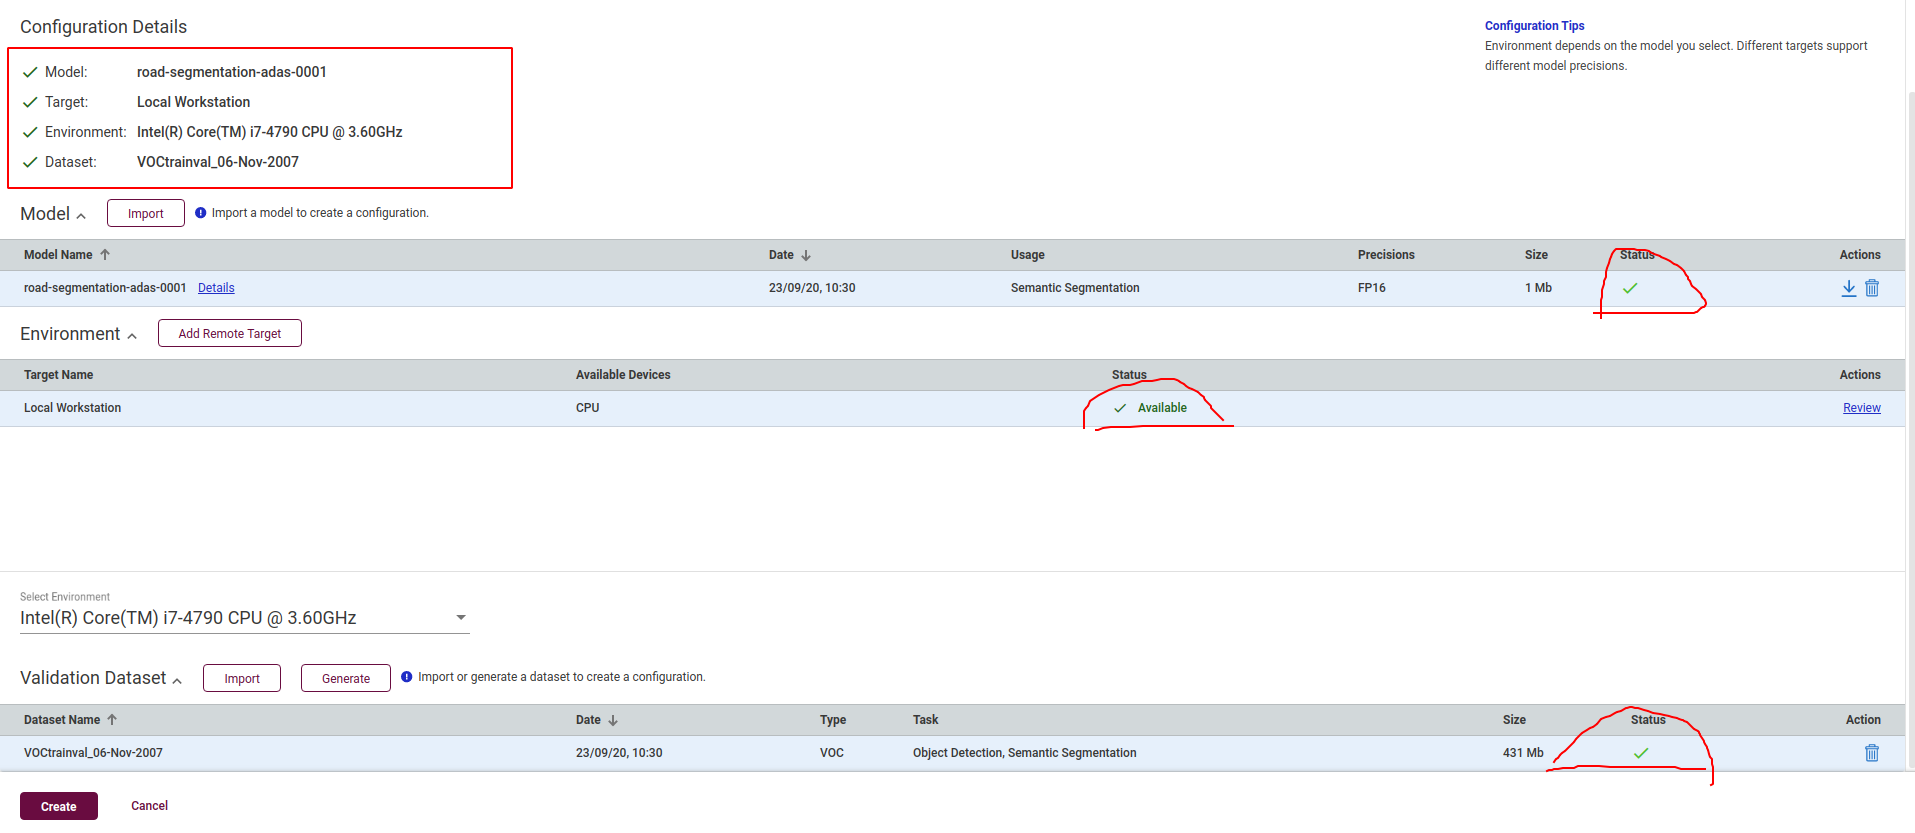 Configuration Details
Configuration Tips
Environment depends on the model you select. Different targets support
different model precisions.
Model: road-segmentation-adas-0001
Target: Local Workstation
Environment: Intel(R) Core(TM) i7-4790 CPU @ 3.60GHz
Dataset: VOCtrainval_06-Nov-2007
Model Import Import a model to create a configuration.
Model Name Date Usage Precisions Size Status Actions
road-segmentation-adas-0001 Details 23/09/20, 10:30 Semantic Segmentation FP16 1 Mb
Environment Add Remote Target
Target Name Available Devices Status Actions
Local Workstation CPU Available Review
Select Environment
Intel(R) Core(TM) i7-4790 CPU @ 3.60GHz
Validation Dataset Import Generate Import or generate a dataset to create a configuration.
Dataset Name Date Type Task Size Status Action
VOCtrainval_06-Nov-2007 23/09/20, 10:30 VOC Object Detection, Semantic Segmentation 431 Mb
Create Cancel